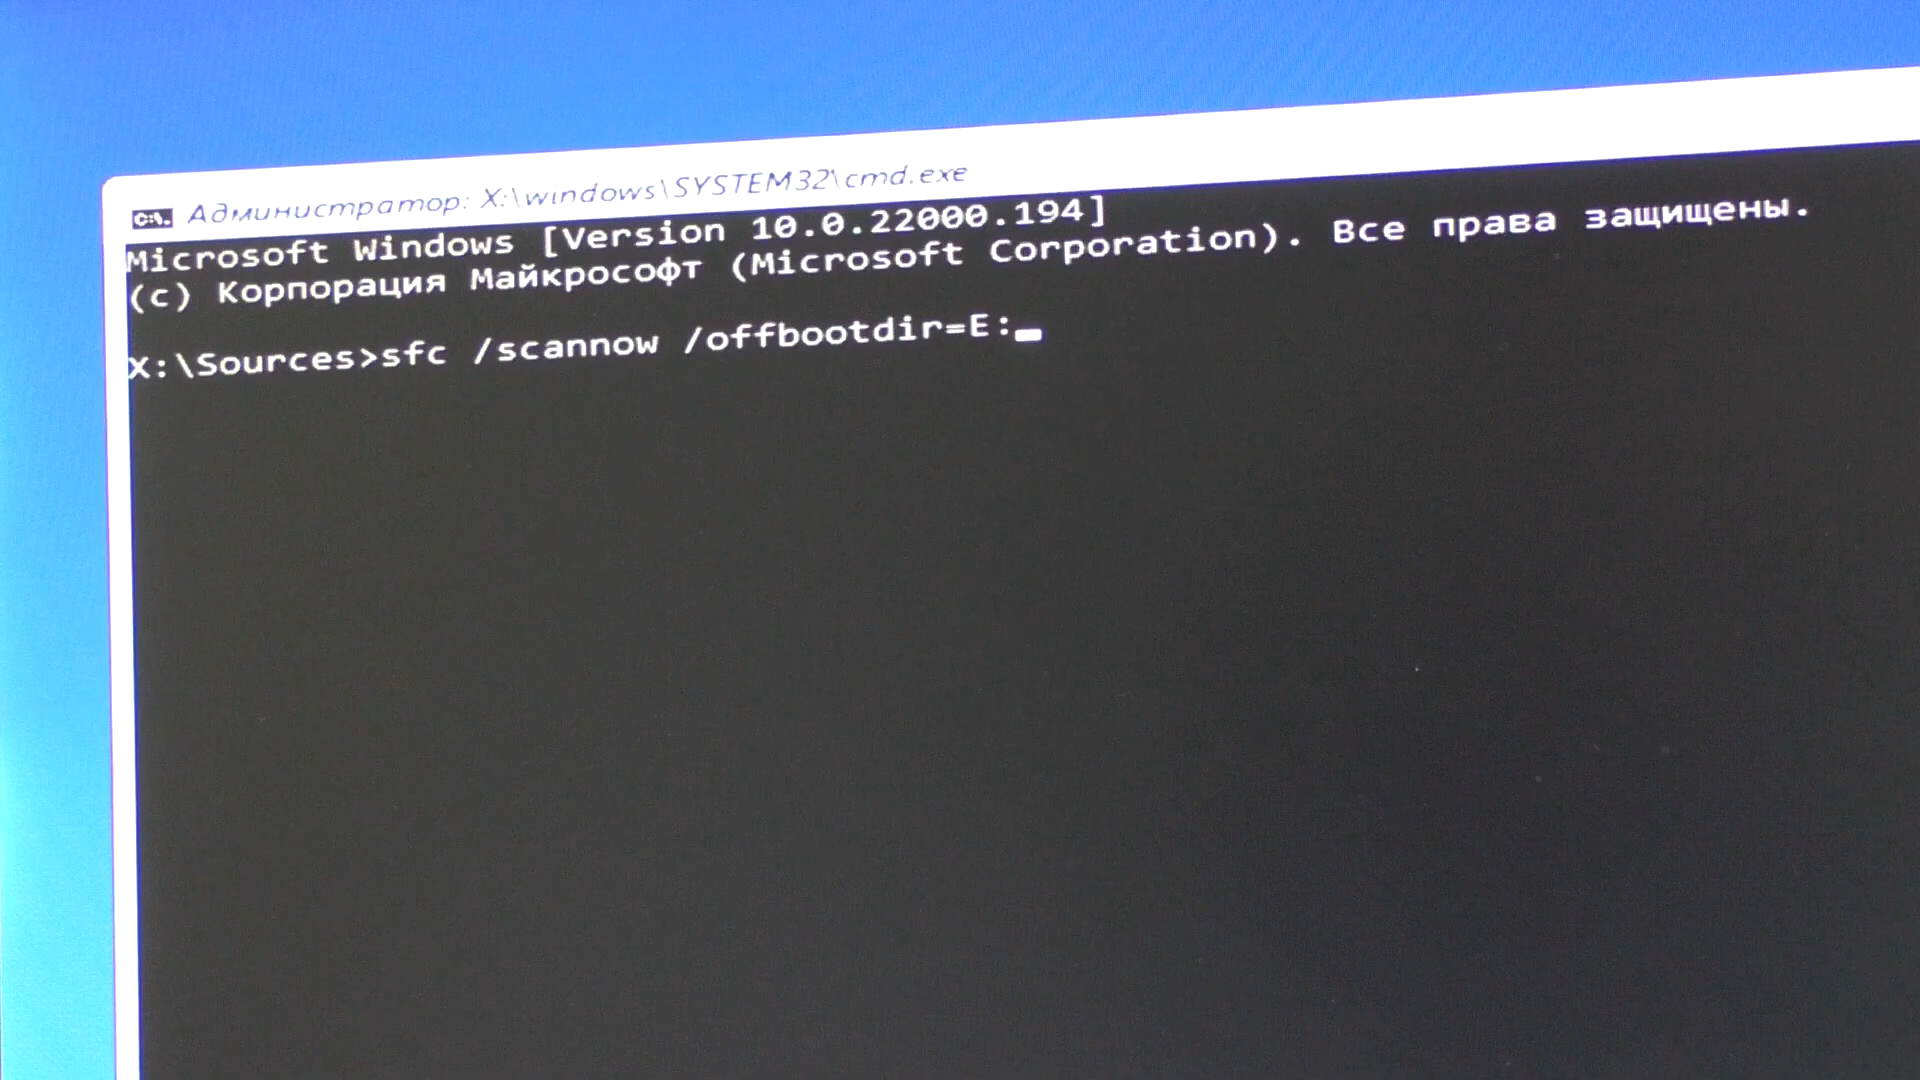 C:\. Администратор: X:\windows\SYSTEM32\cmd.exe
Microsoft Windows [Version 10.0.22000.194]
(c) Корпорация Майкрософт (Microsoft Corporation). Все права защищены.
X:\Sources>sfc /scannow /offbootdir=E: